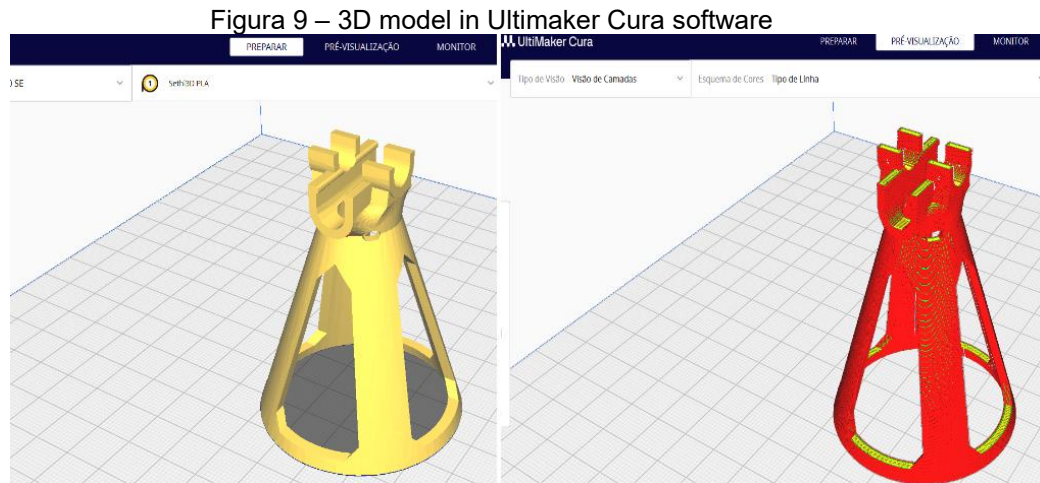 Figura 9 – 3D model in Ultimaker Cura software
PREPARAR PRÉ-VISUALIZAÇÃO MONITOR
SE
1 Sethi3D PLA
UltiMaker Cura
PREPARAR PRÉ-VISUALIZAÇÃO MONITOR
Tipo de Visão Visão de Camadas Esquema de Cores Tipo de Linha